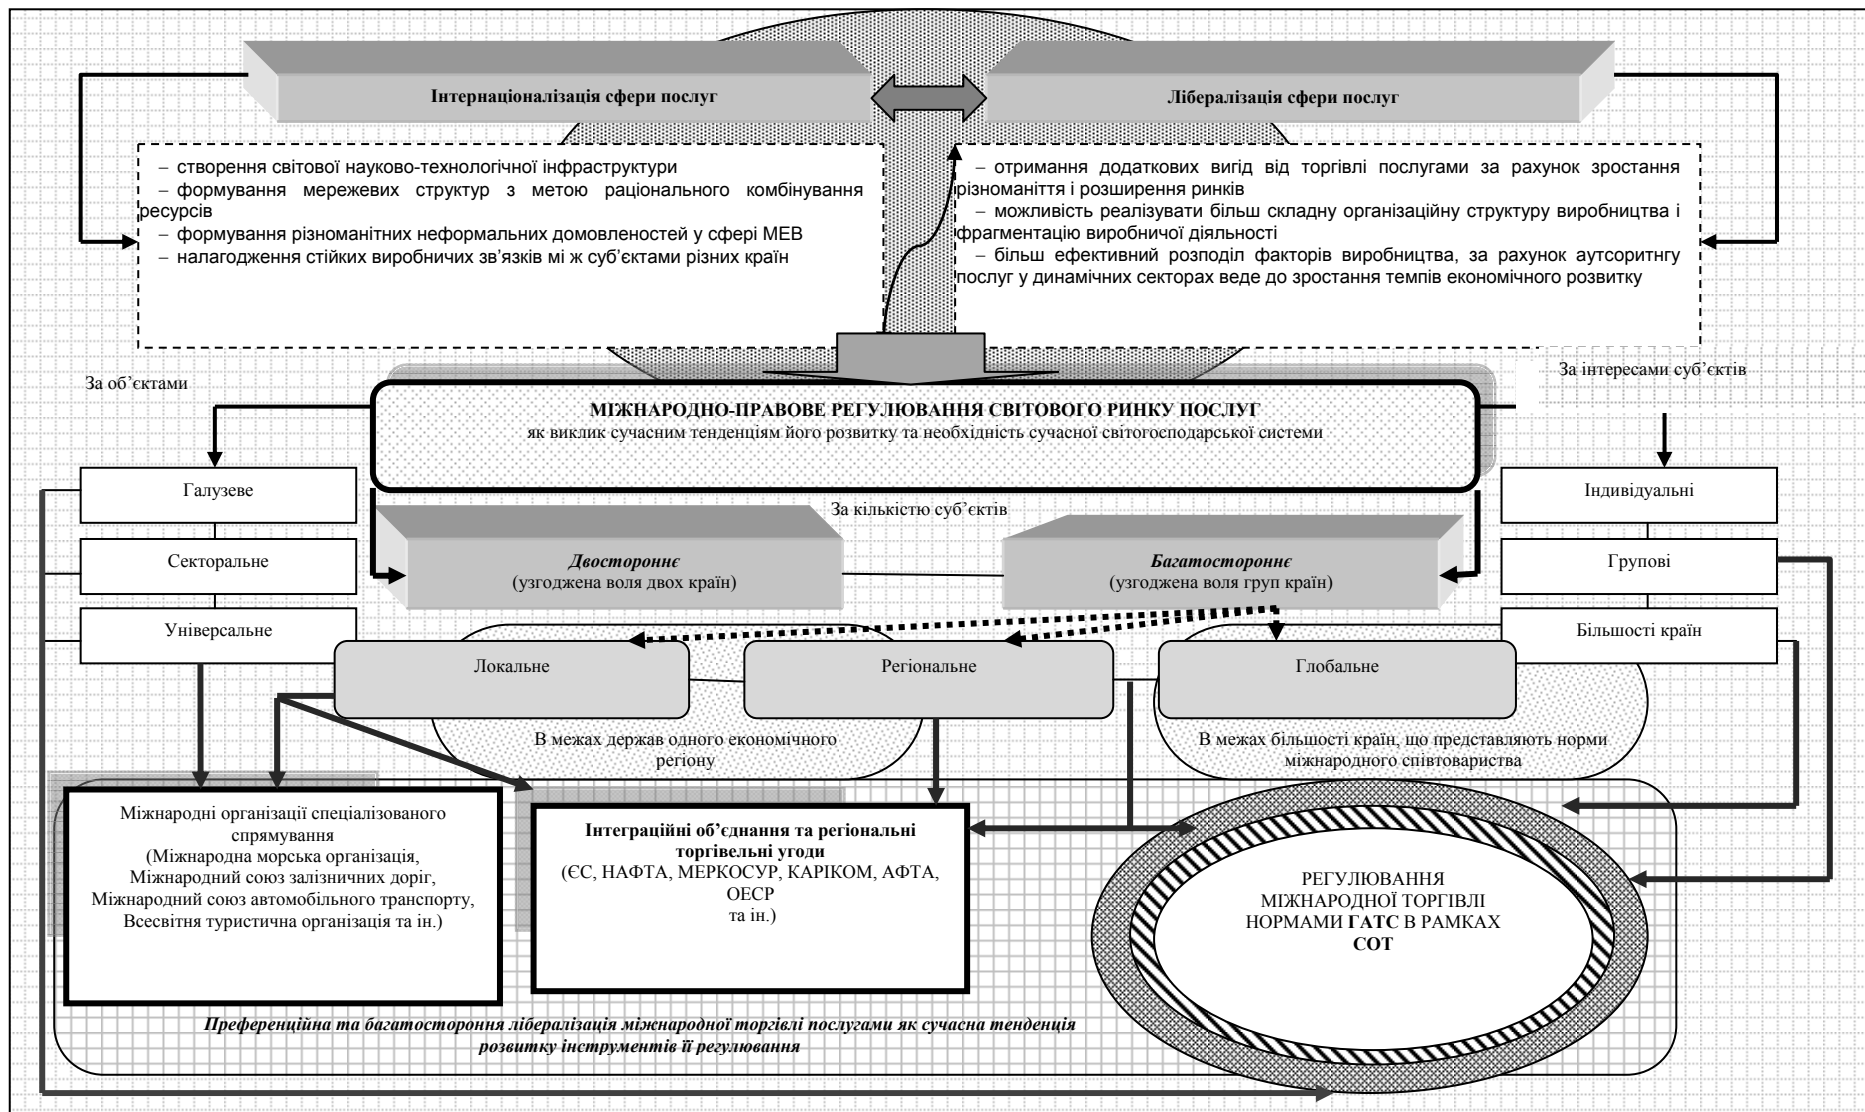 Інтернаціоналізація сфери послуг
Лібералізація сфери послуг
– створення світової науково-технологічної інфраструктури
– формування мережевих структур з метою раціонального комбінування
ресурсів
– формування різноманітних неформальних домовленостей у сфері МЕВ
– налагодження стійких виробничих зв’язків мі ж суб’єктами різних країн
– отримання додаткових вигід від торгівлі послугами за рахунок зростання
різноманіття і розширення ринків
– можливість реалізувати більш складну організаційну структуру виробництва і
фрагментацію виробничої діяльності
– більш ефективний розподіл факторів виробництва, за рахунок аутсоритнгу
послуг у динамічних секторах веде до зростання темпів економічного розвитку
За об’єктами
За інтересами суб’єктів
МІЖНАРОДНО-ПРАВОВЕ РЕГУЛЮВАННЯ СВІТОВОГО РИНКУ ПОСЛУГ
як виклик сучасним тенденціям його розвитку та необхідність сучасної світогосподарської системи
Галузеве
Секторальне
Універсальне
За кількістю суб’єктів
Двостороннє
(узгоджена воля двох країн)
Багатостороннє
(узгоджена воля груп країн)
Індивідуальні
Групові
Більшості країн
Локальне
Регіональне
Глобальне
В межах держав одного економічного
регіону
В межах більшості країн, що представляють норми
міжнародного співтовариства
Міжнародні організації спеціалізованого
спрямування
(Міжнародна морська організація,
Міжнародний союз залізничних доріг,
Міжнародний союз автомобільного транспорту,
Всесвітня туристична організація та ін.)
Інтеграційні об’єднання та регіональні
торгівельні угоди
(ЄС, НАФТА, МЕРКОСУР, КАРІКОМ, АФТА,
ОЕСР
та ін.)
РЕГУЛЮВАННЯ
МІЖНАРОДНОЇ ТОРГІВЛІ
НОРМАМИ ГАТС В РАМКАХ
СОТ
Преференційна та багатостороння лібералізація міжнародної торгівлі послугами як сучасна тенденція
розвитку інструментів її регулювання